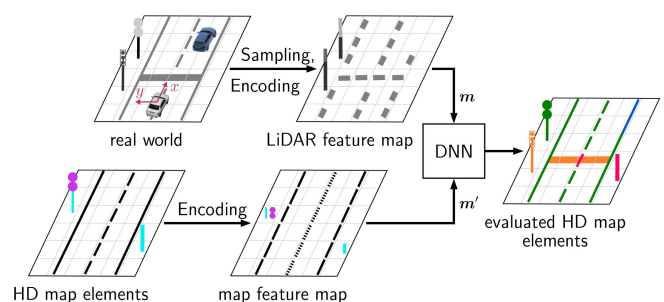 Sampling,
Encoding
y
x
real world
LiDAR feature map
m
DNN
Encoding
m′
evaluated HD map
elements
HD map elements
map feature map